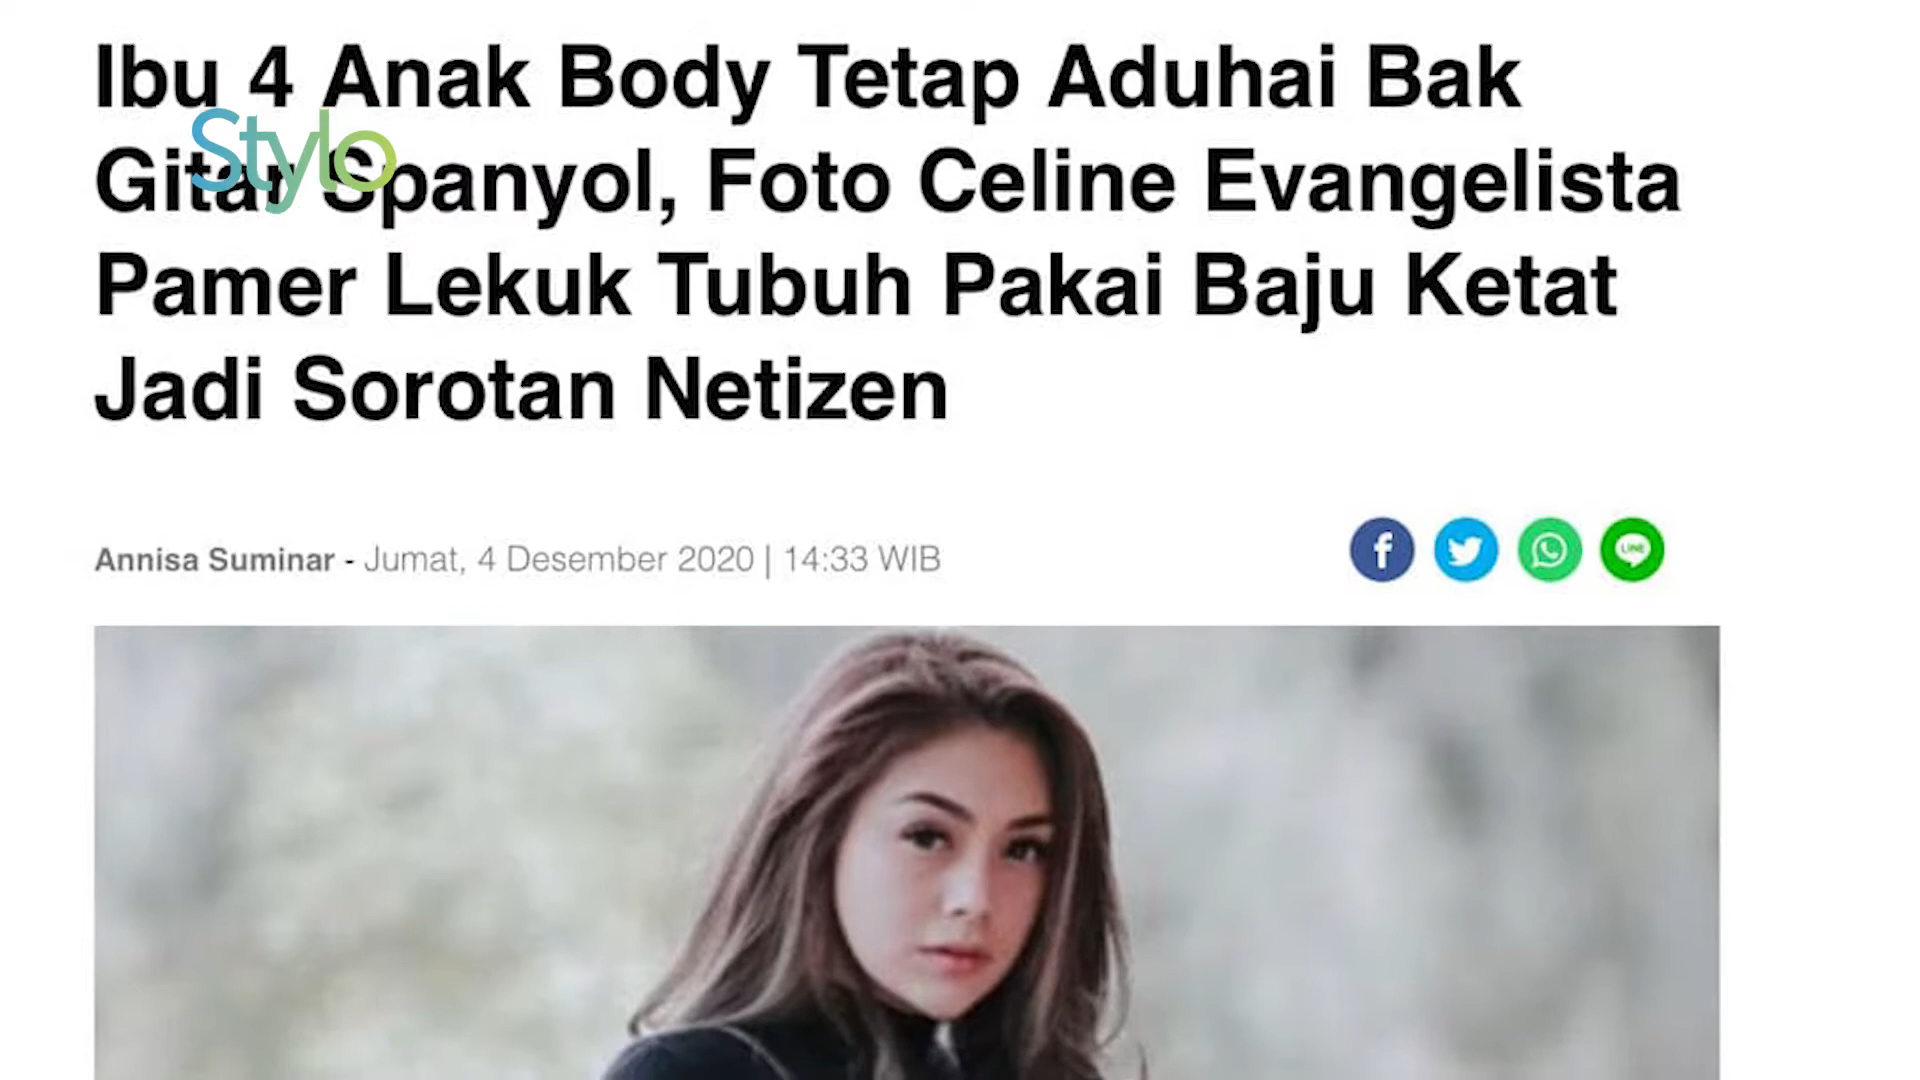 Ibu 4 Anak Body Tetap Aduhai Bak
Stylo
Gitar Spanyol, Foto Celine Evangelista
Pamer Lekuk Tubuh Pakai Baju Ketat
Jadi Sorotan Netizen
Annisa Suminar - Jumat, 4 Desember 2020 | 14:33 WIB
LINE